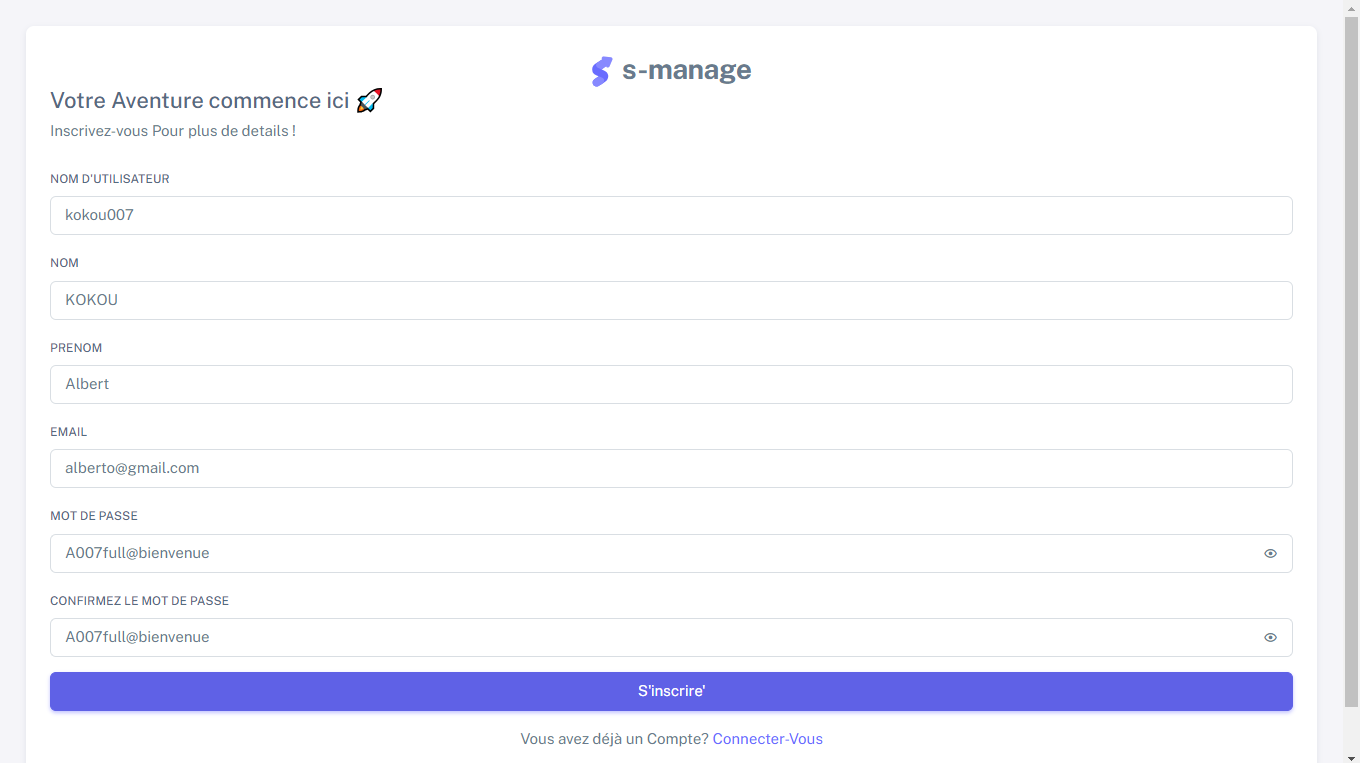 s-manage
Votre Aventure commence ici 🚀
Inscrivez-vous Pour plus de details !
NOM D'UTILISATEUR
kokou007
NOM
KOKOU
PRENOM
Albert
EMAIL
alberto@gmail.com
MOT DE PASSE
A007full@bienvenue
CONFIRMEZ LE MOT DE PASSE
A007full@bienvenue
S'inscrire'
Vous avez déjà un Compte? Connecter-Vous